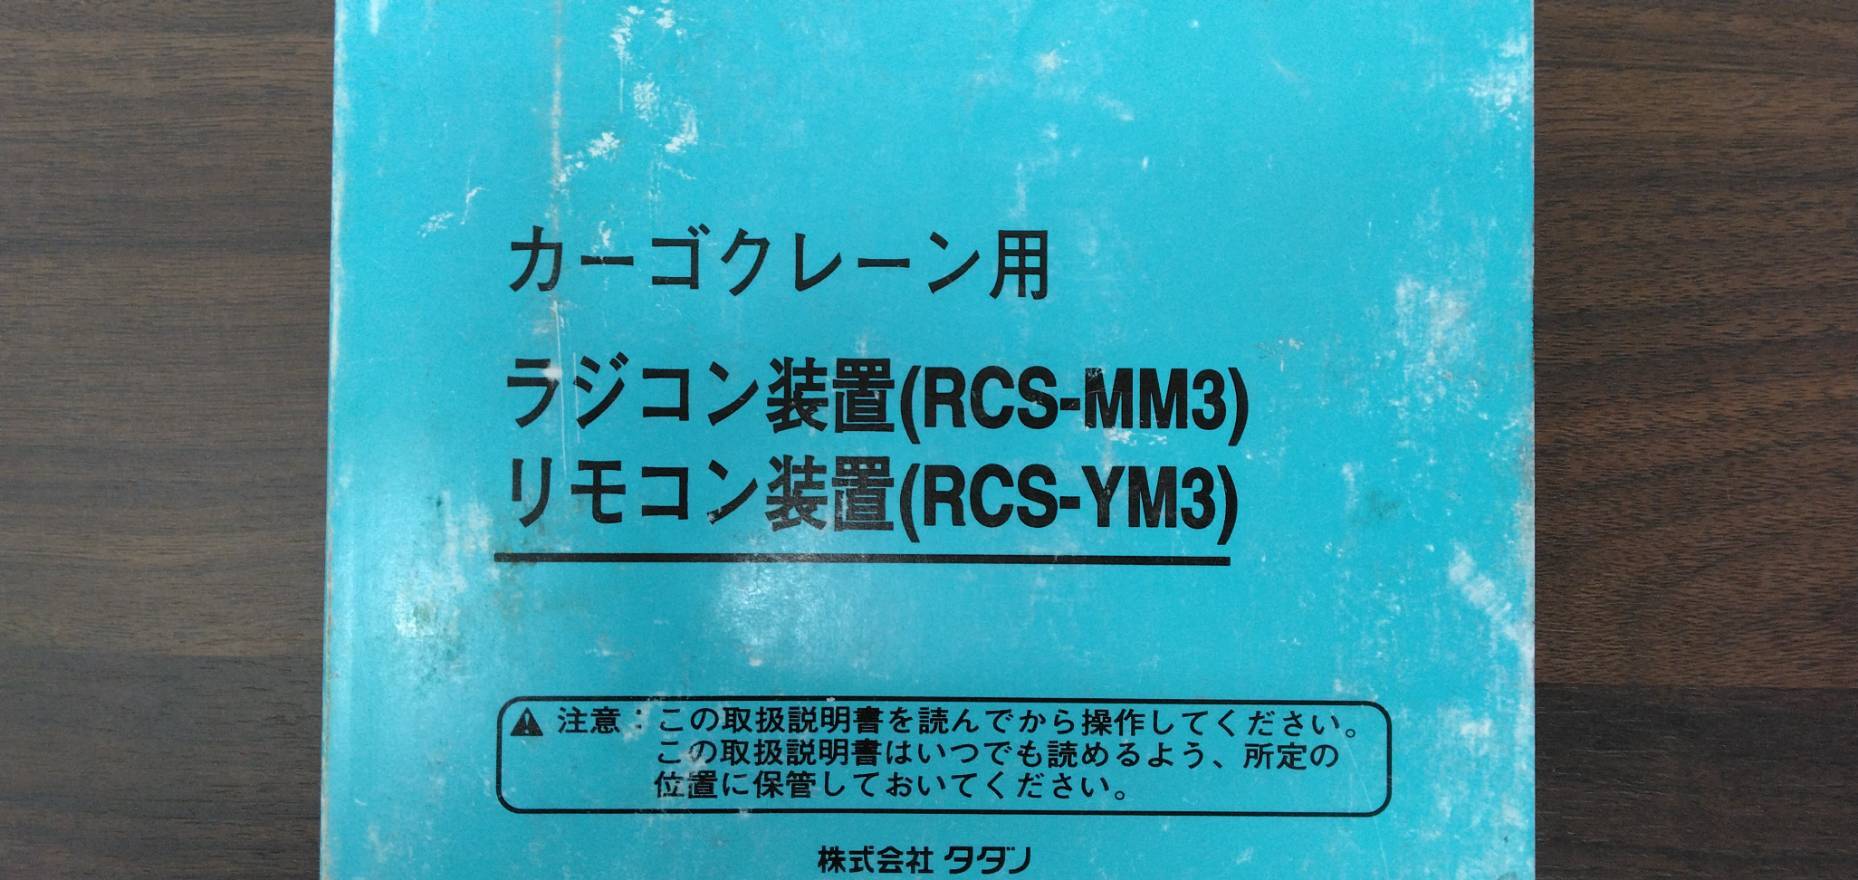 カーゴクレーン用
ラジコン装置(RCS-MM3)
リモコン装置(RCS-YM3)
注意：この取扱説明書を読んでから操作してください。
この取扱説明書はいつでも読めるよう、所定の
位置に保管しておいてください。
株式会社 タダノ